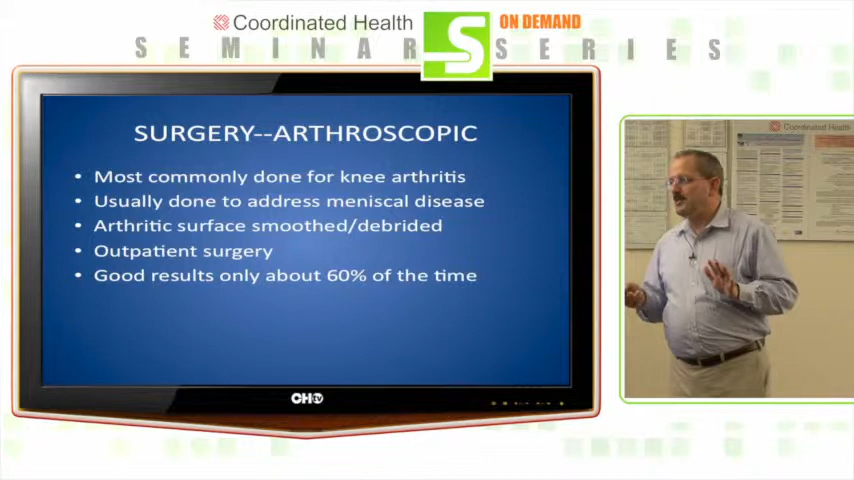 Coordinated Health
ON DEMAND
SEMINAR SERIES
SURGERY--ARTHROSCOPIC
• Most commonly done for knee arthritis
• Usually done to address meniscal disease
• Arthritic surface smoothed/debrided
• Outpatient surgery
• Good results only about 60% of the time
CHtv
Coordinated Health